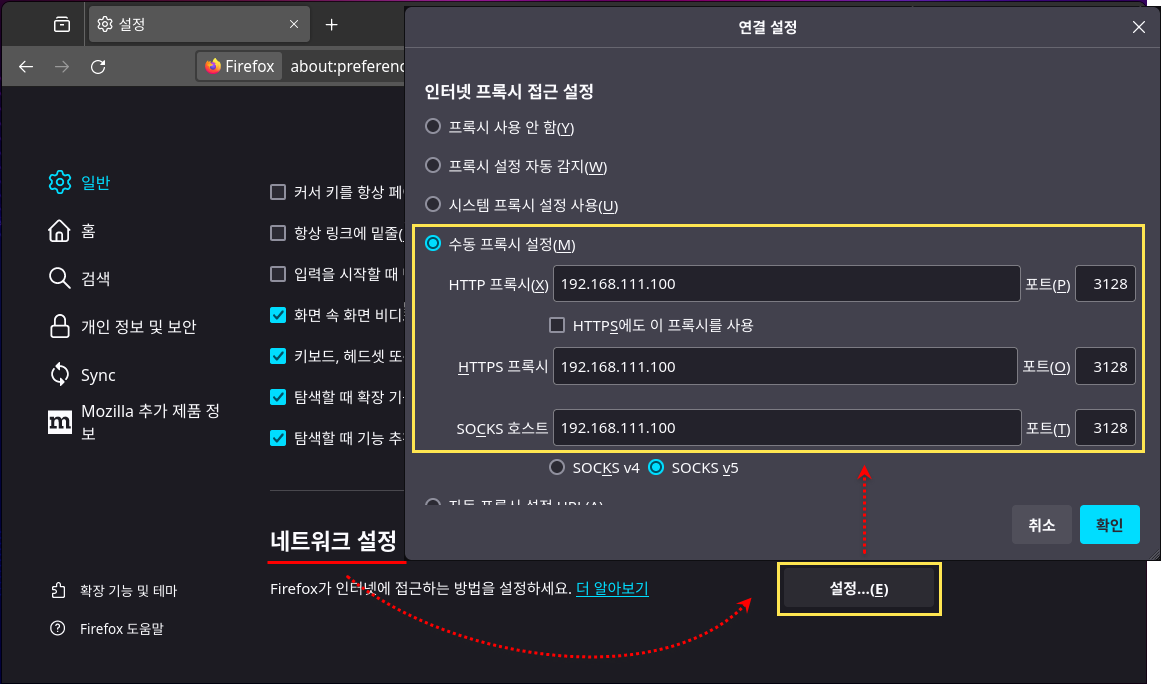 설정
Firefox
about:preferenc
일반
홈
검색
개인 정보 및 보안
Sync
Mozilla 추가 제품 정
보
확장 기능 및 테마
Firefox 도움말
커서 키를 항상 페
항상 링크에 밑줄(
입력을 시작할 때
화면 속 화면 비디
키보드, 헤드셋 또
탐색할 때 확장 기
탐색할 때 기능 추
네트워크 설정
Firefox가 인터넷에 접근하는 방법을 설정하세요. 더 알아보기
설정...(E)
연결 설정
인터넷 프록시 접근 설정
프록시 사용 안 함(Y)
프록시 설정 자동 감지(W)
시스템 프록시 설정 사용(U)
수동 프록시 설정(M)
HTTP 프록시(X) 192.168.111.100 포트(P) 3128
HTTPS에도 이 프록시를 사용
HTTPS 프록시 192.168.111.100 포트(O) 3128
SOCKS 호스트 192.168.111.100 포트(T) 3128
SOCKS v4 SOCKS v5
자동 프록시 설정 URL(A)
취소 확인